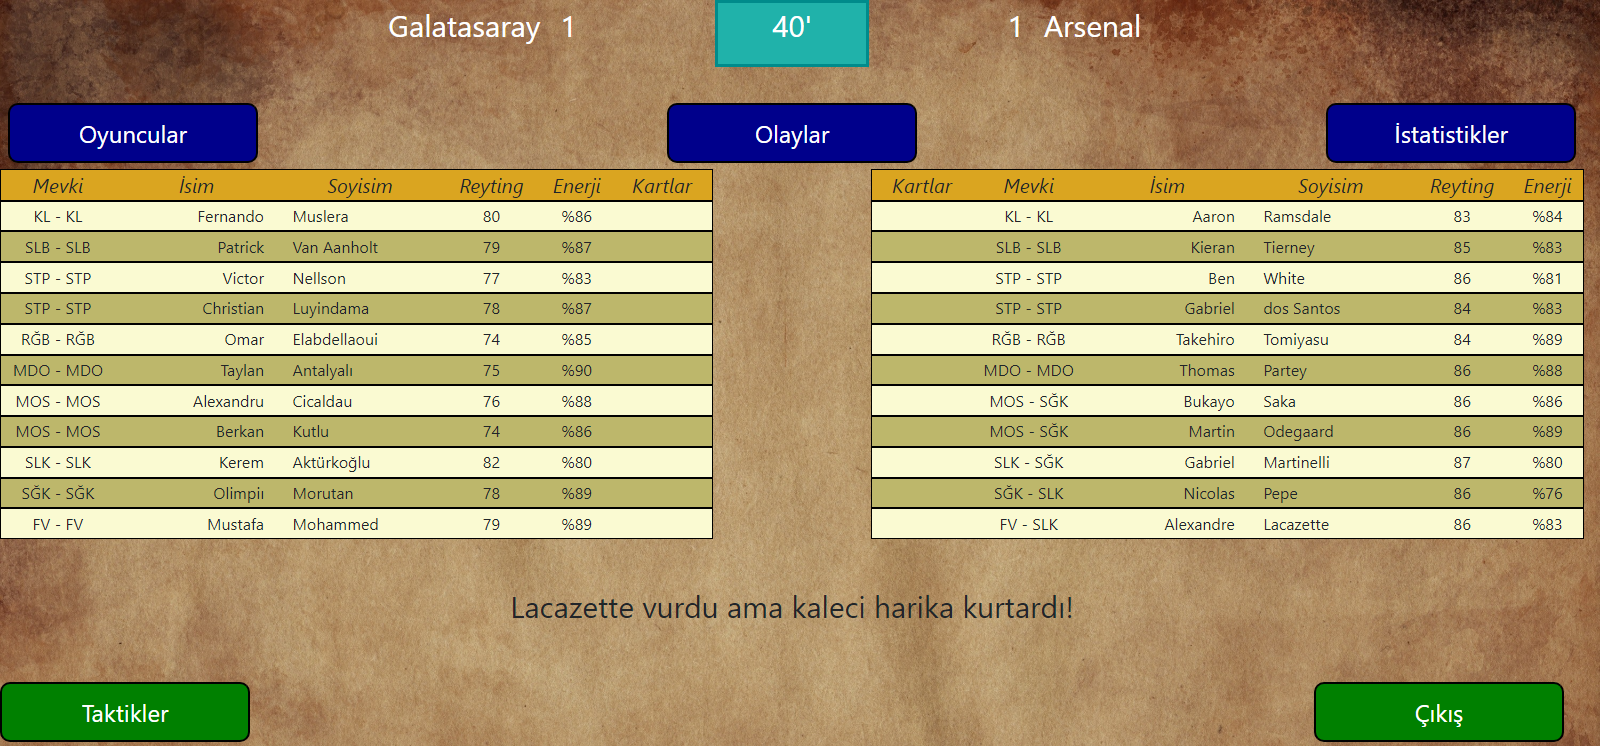 Galatasaray 1 40' 1 Arsenal
Oyuncular Olaylar İstatistikler
Mevki İsim Soyisim Reyting Enerji Kartlar
KL - KL Fernando Muslera 80 %86
SLB - SLB Patrick Van Aanholt 79 %87
STP - STP Victor Nellson 77 %83
STP - STP Christian Luyindama 78 %87
RĞB - RĞB Omar Elabdellaoui 74 %85
MDO - MDO Taylan Antalyalı 75 %90
MOS - MOS Alexandru Cicaldau 76 %88
MOS - MOS Berkan Kutlu 74 %86
SLK - SLK Kerem Aktürkoğlu 82 %80
SĞK - SĞK Olimpiı Morutan 78 %89
FV - FV Mustafa Mohammed 79 %89
Kartlar Mevki İsim Soyisim Reyting Enerji
KL - KL Aaron Ramsdale 83 %84
SLB - SLB Kieran Tierney 85 %83
STP - STP Ben White 86 %81
STP - STP Gabriel dos Santos 84 %83
RĞB - RĞB Takehiro Tomiyasu 84 %89
MDO - MDO Thomas Partey 86 %88
MOS - SĞK Bukayo Saka 86 %86
MOS - SĞK Martin Odegaard 86 %89
SLK - SĞK Gabriel Martinelli 87 %80
SĞK - SLK Nicolas Pepe 86 %76
FV - SLK Alexandre Lacazette 86 %83
Lacazette vurdu ama kaleci harika kurtardı!
Taktikler Çıkış